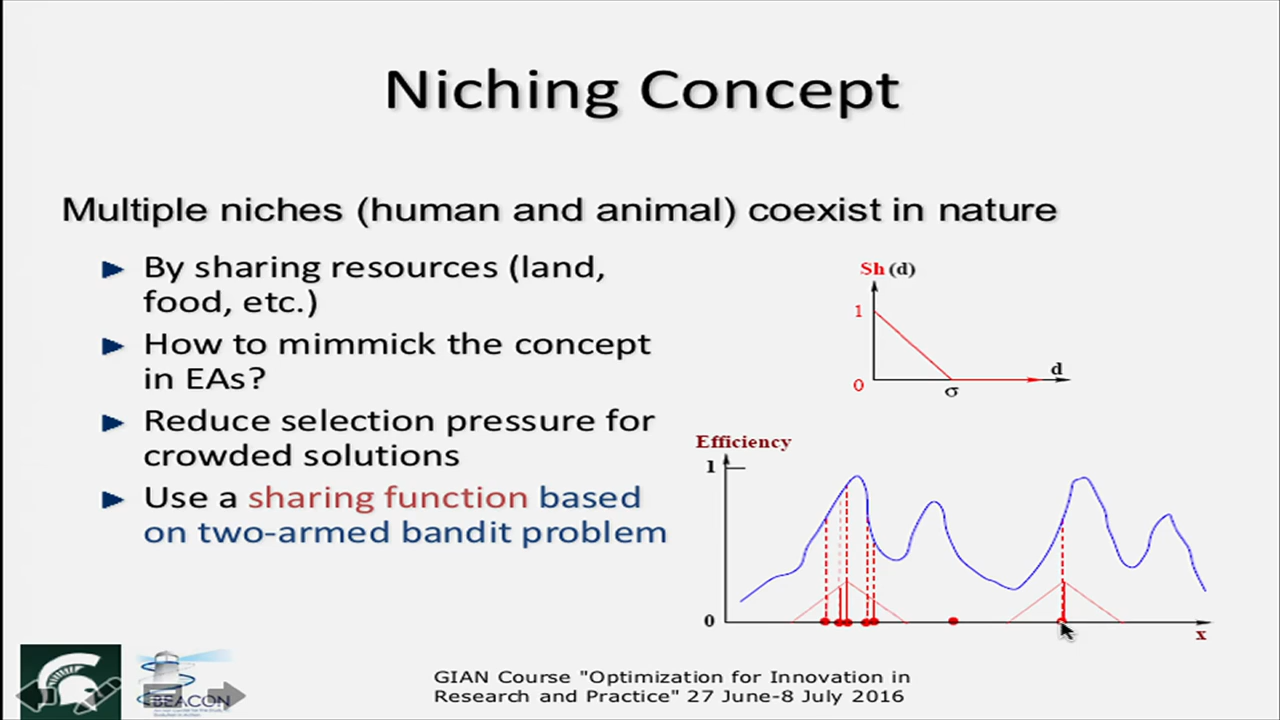 Niching Concept
Multiple niches (human and animal) coexist in nature
By sharing resources (land,
food, etc.)
How to mimmick the concept
in EAs?
Reduce selection pressure for
crowded solutions
Use a sharing function based
on two-armed bandit problem
Sh (d)
1
0
σ
d
Efficiency
1
0
x
BEACON
GIAN Course "Optimization for Innovation in
Research and Practice" 27 June-8 July 2016